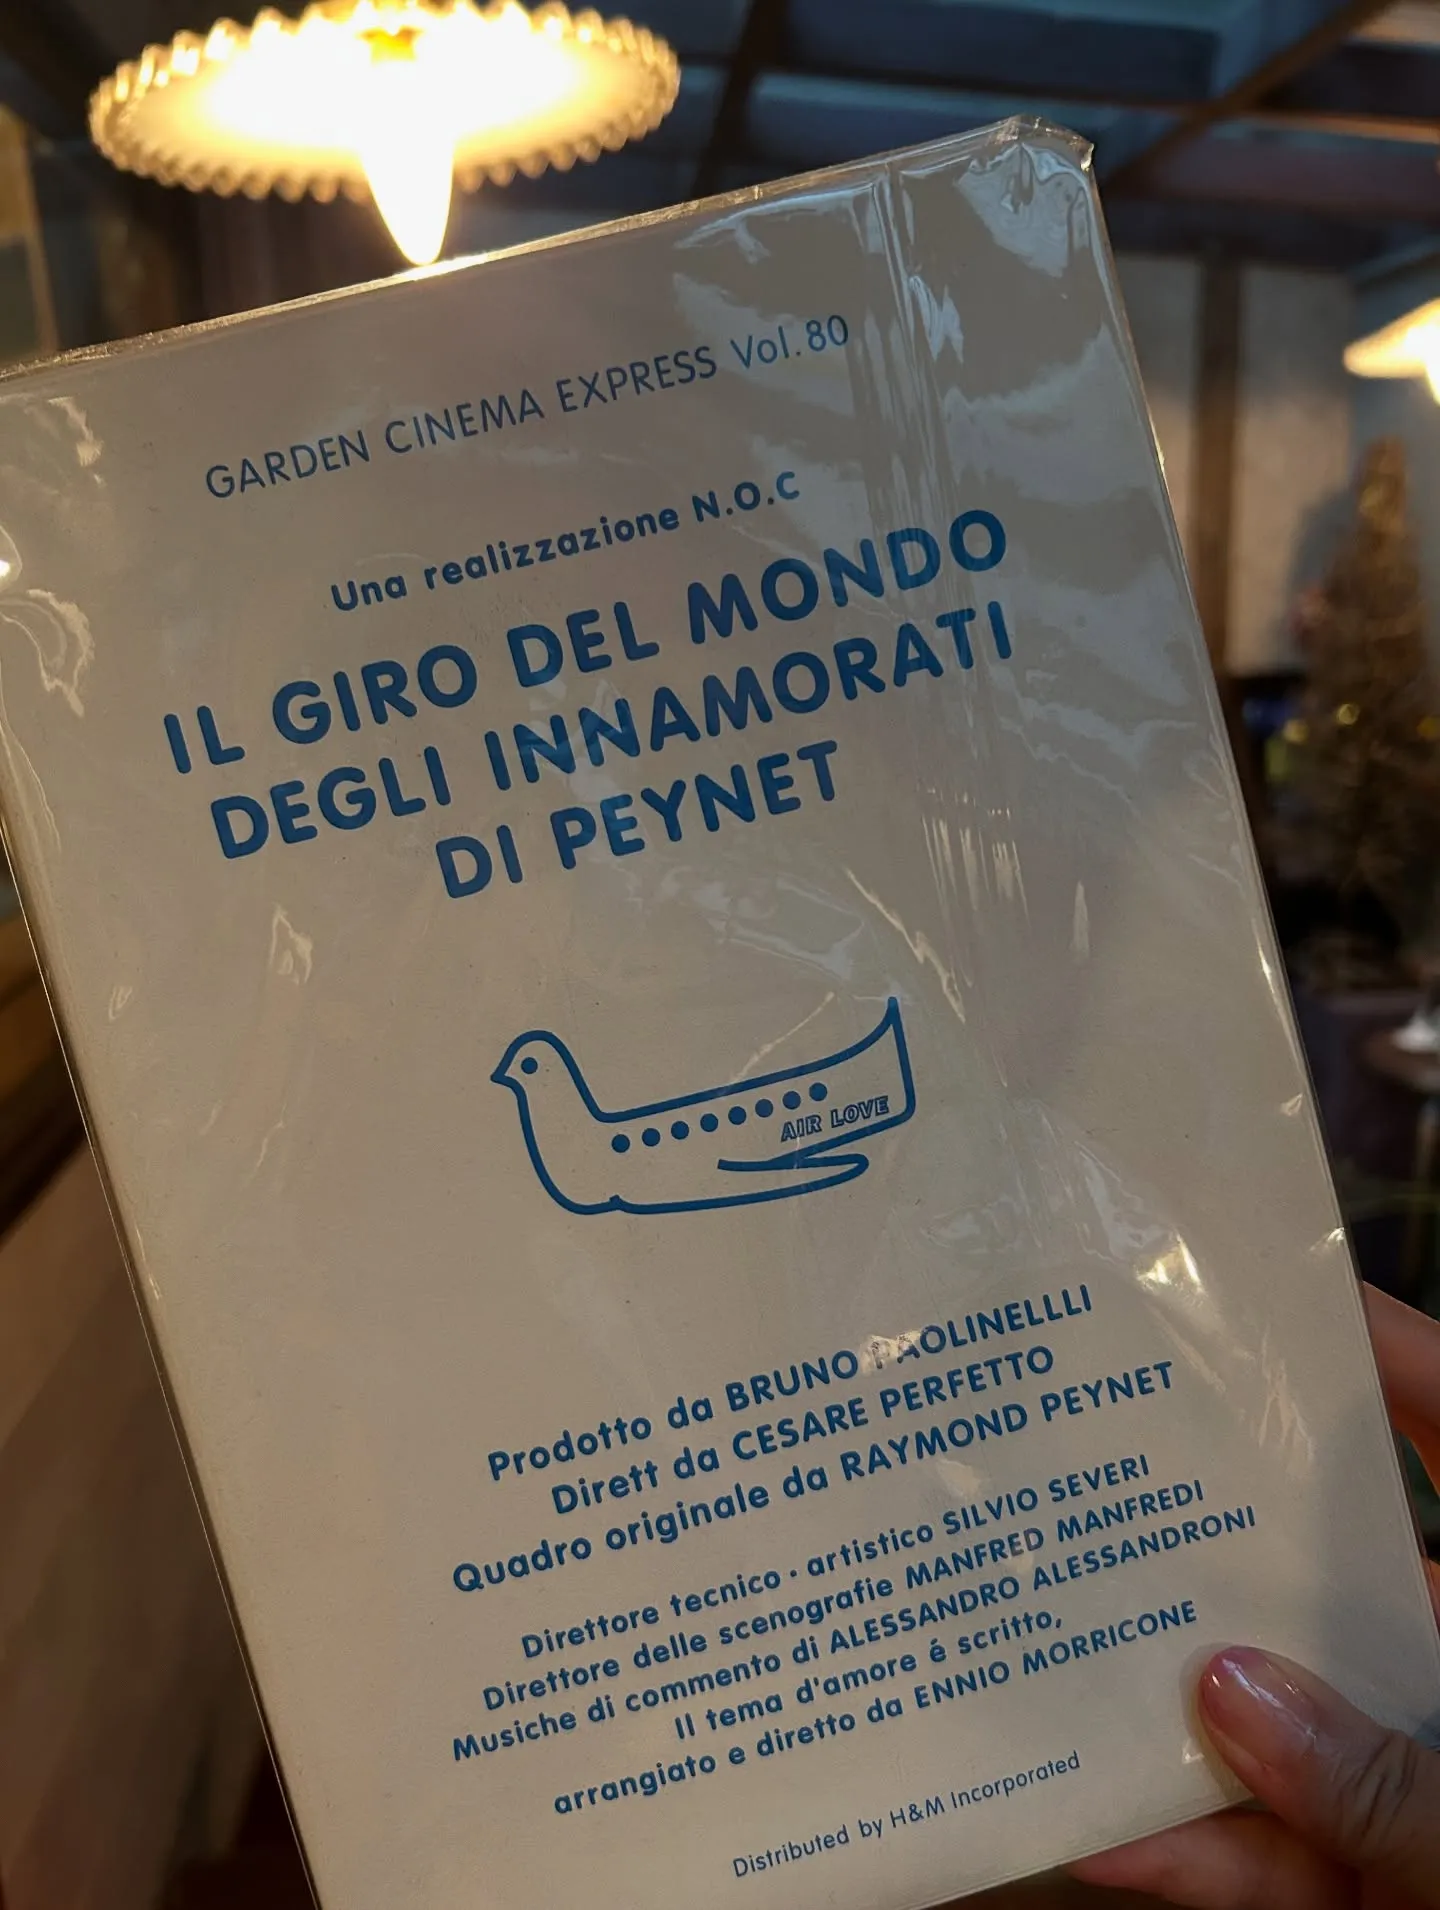 GARDEN CINEMA EXPRESS Vol.80
Una realizzazione N.O.C
IL GIRO DEL MONDO
DEGLI INNAMORATI
DI PEYNET
AIR LOVE
Prodotto da BRUNO PAOLINELLLI
Dirett da CESARE PERFETTO
Quadro originale da RAYMOND PEYNET
Direttore tecnico · artistico SILVIO SEVERI
Direttore delle scenografie MANFRED MANFREDI
Musiche di commento di ALESSANDRO ALESSANDRONI
Il tema d'amore é scritto,
arrangiato e diretto da ENNIO MORRICONE
Distributed by H&M Incorporated